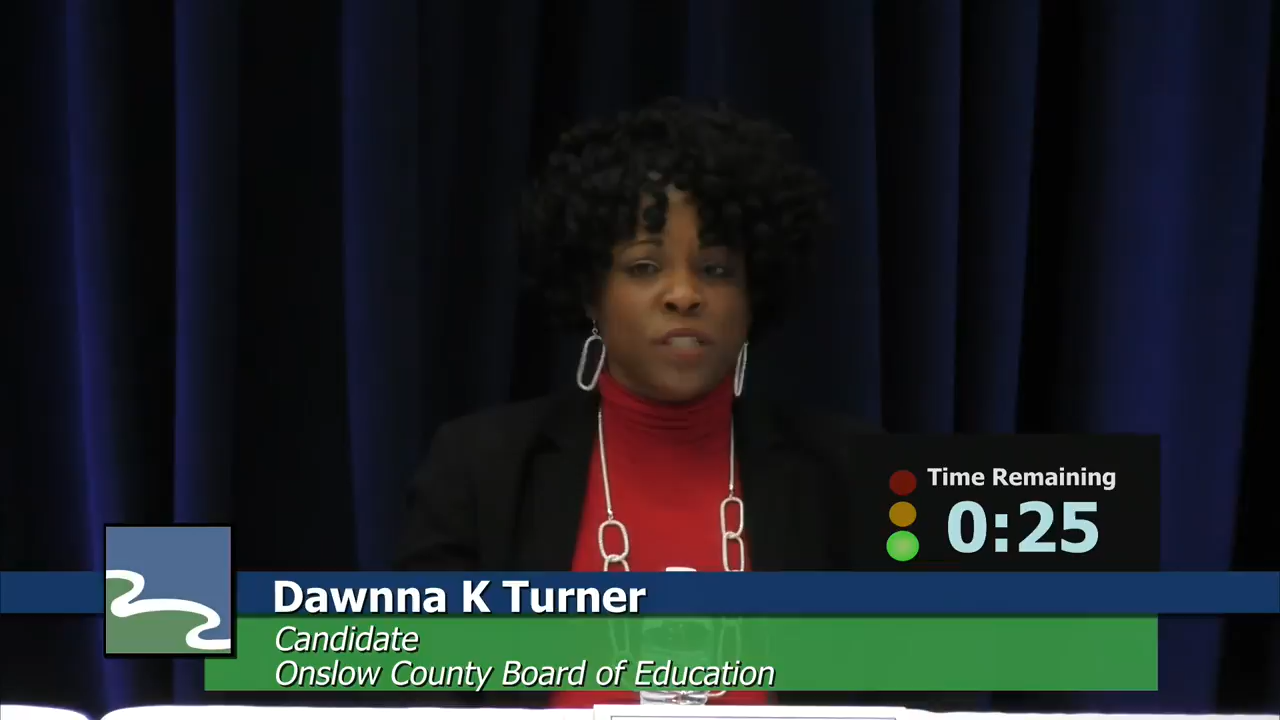 Time Remaining
0:25
Dawnna K Turner
Candidate
Onslow County Board of Education